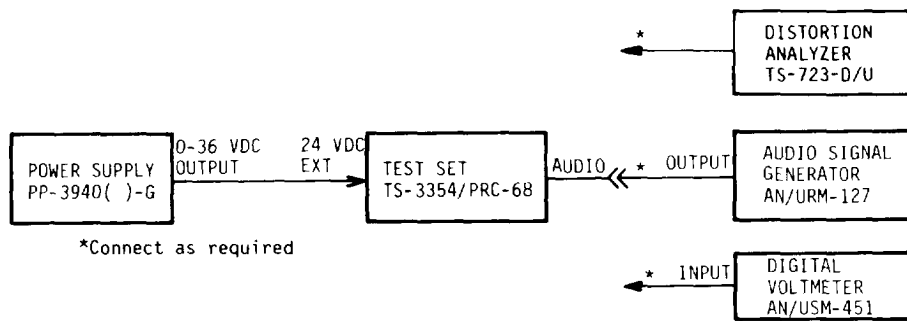 *
DISTORTION
ANALYZER
TS-723-D/U
POWER SUPPLY
PP-3940( )-G
0-36 VDC
OUTPUT
24 VDC
EXT
TEST SET
TS-3354/PRC-68
AUDIO
* OUTPUT
AUDIO SIGNAL
GENERATOR
AN/URM-127
*Connect as required
* INPUT
DIGITAL
VOLTMETER
AN/USM-451